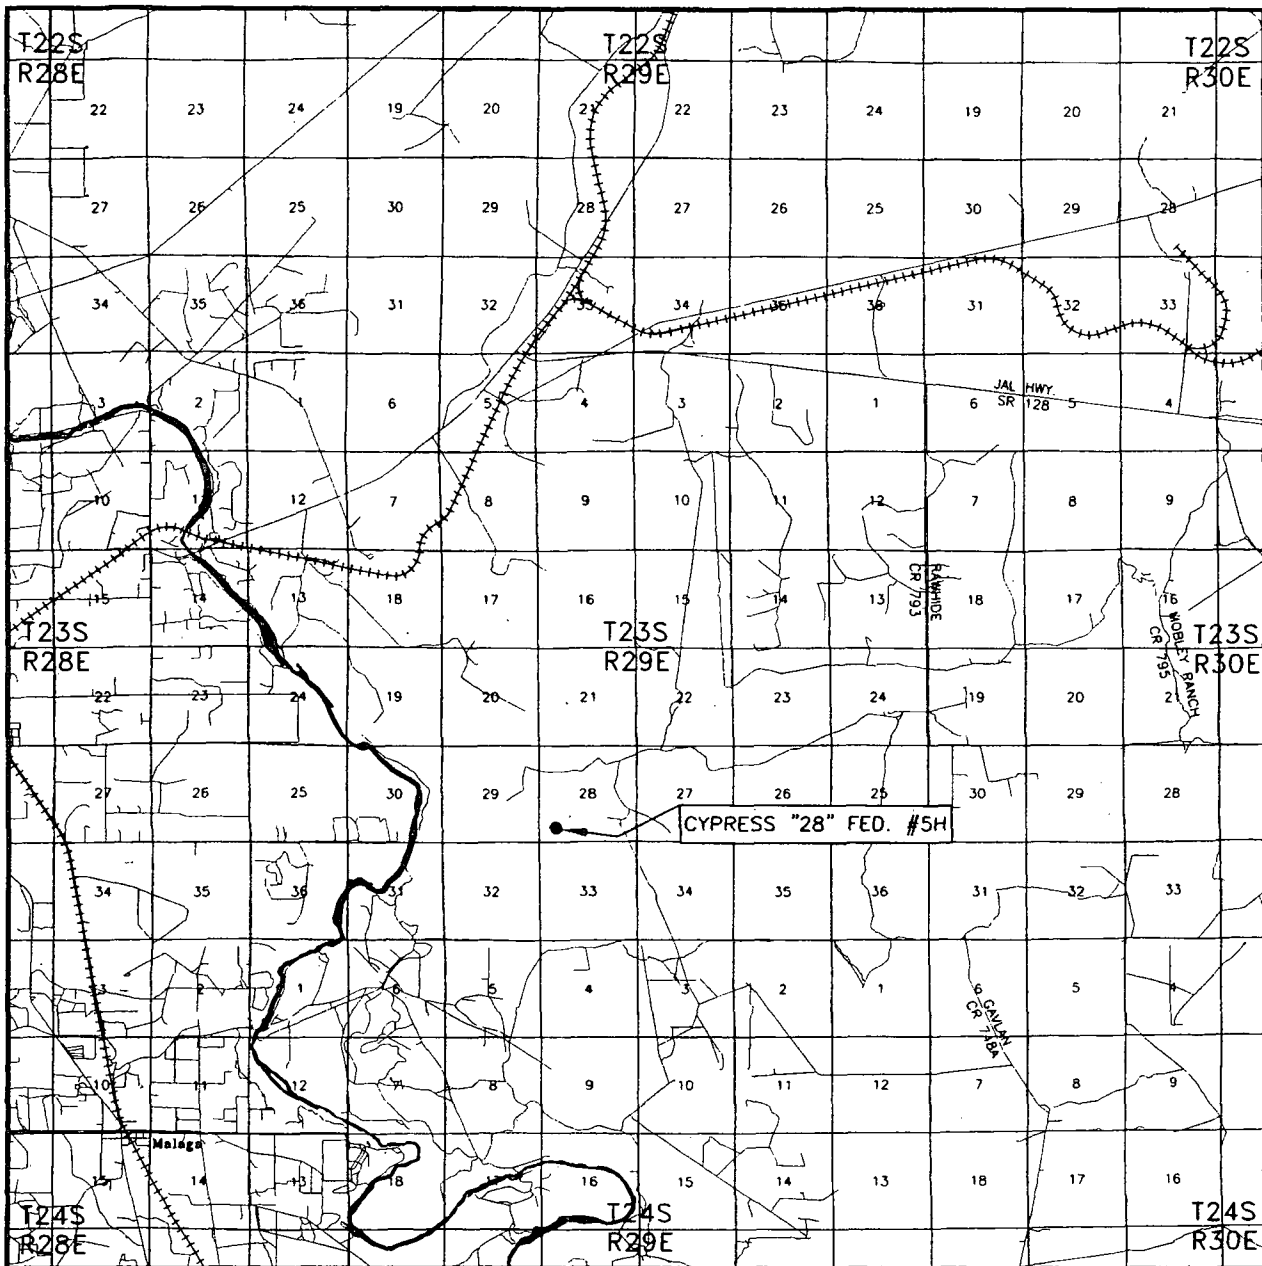 T22S T22S T22S
R28E R29E R30E
22 23 24 19 20 21 22 23 24 19 20 21
27 26 25 30 29 28 27 26 25 30 29 28
34 35 36 31 32 33 34 35 36 31 32 33
JAL HWY
SR 128
3 2 1 6 5 4 3 2 1 6 5 4
10 11 12 7 8 9 10 11 12 7 8 9
RAWHIDE
CR 793
15 14 13 18 17 16 15 14 13 18 17 16
MOBLEY RANCH
CR 795
T23S T23S T23S
R28E R29E R30E
22 23 24 19 20 21 22 23 24 19 20 21
27 26 25 30 29 28 27 26 25 30 29 28
CYPRESS "28" FED. #5H
34 35 36 31 32 33 34 35 36 31 32 33
3 2 1 6 5 4 3 2 1 6 5 4
GAVLAN
CR 748A
10 11 12 7 8 9 10 11 12 7 8 9
Malaga
15 14 13 18 17 16 15 14 13 18 17 16
T24S T24S T24S
R28E R29E R30E